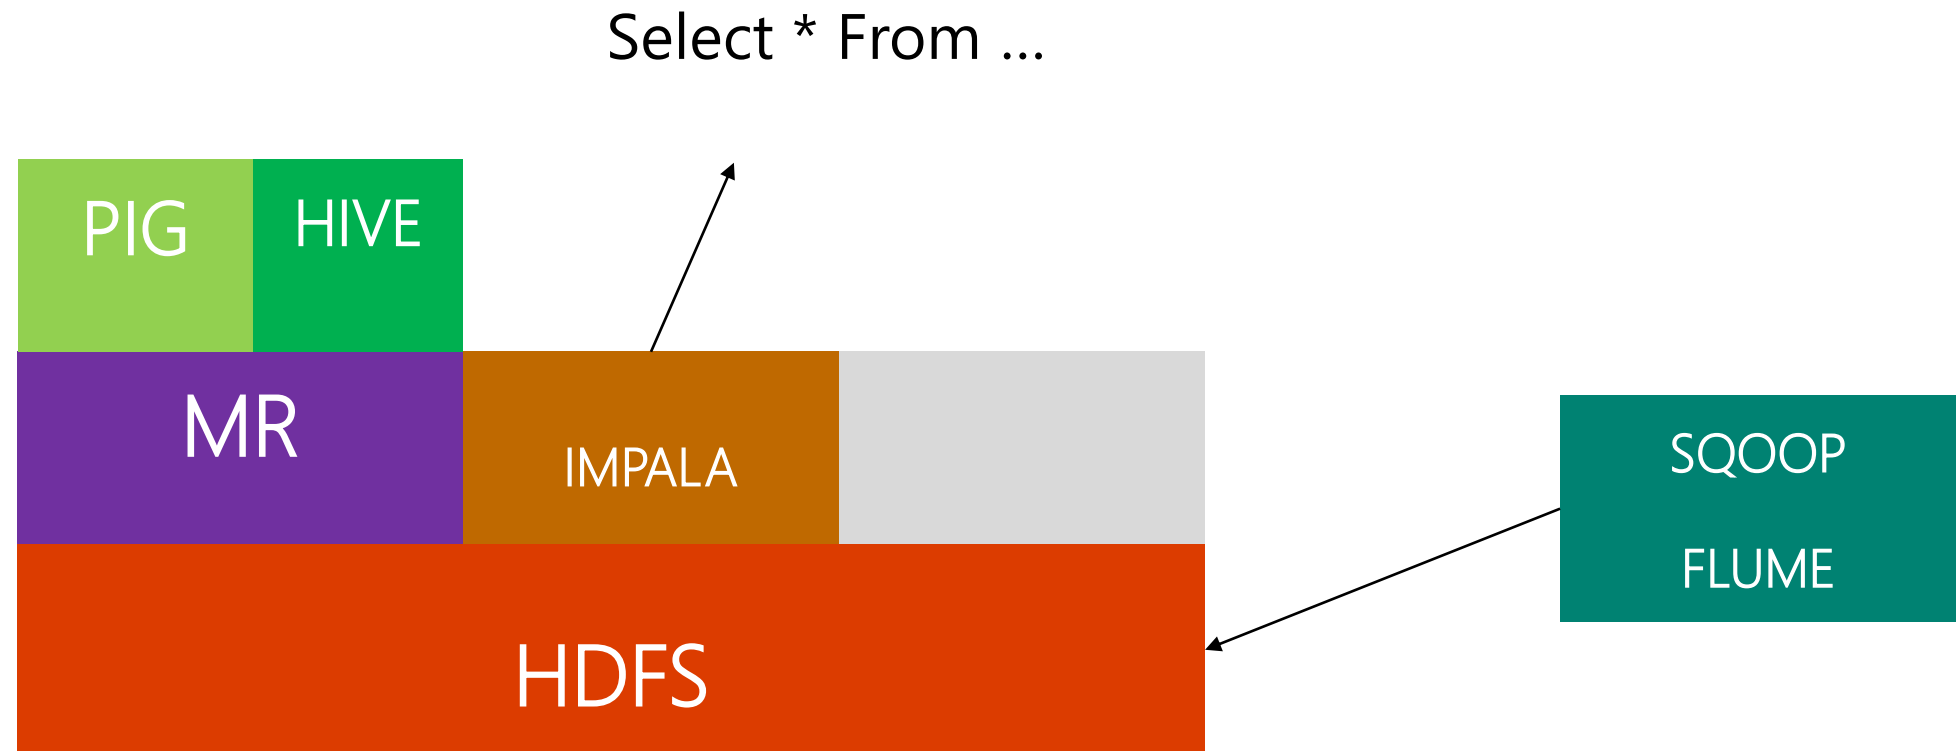 Select * From ...
PIG
HIVE
MR
IMPALA
SQOOP
FLUME
HDFS